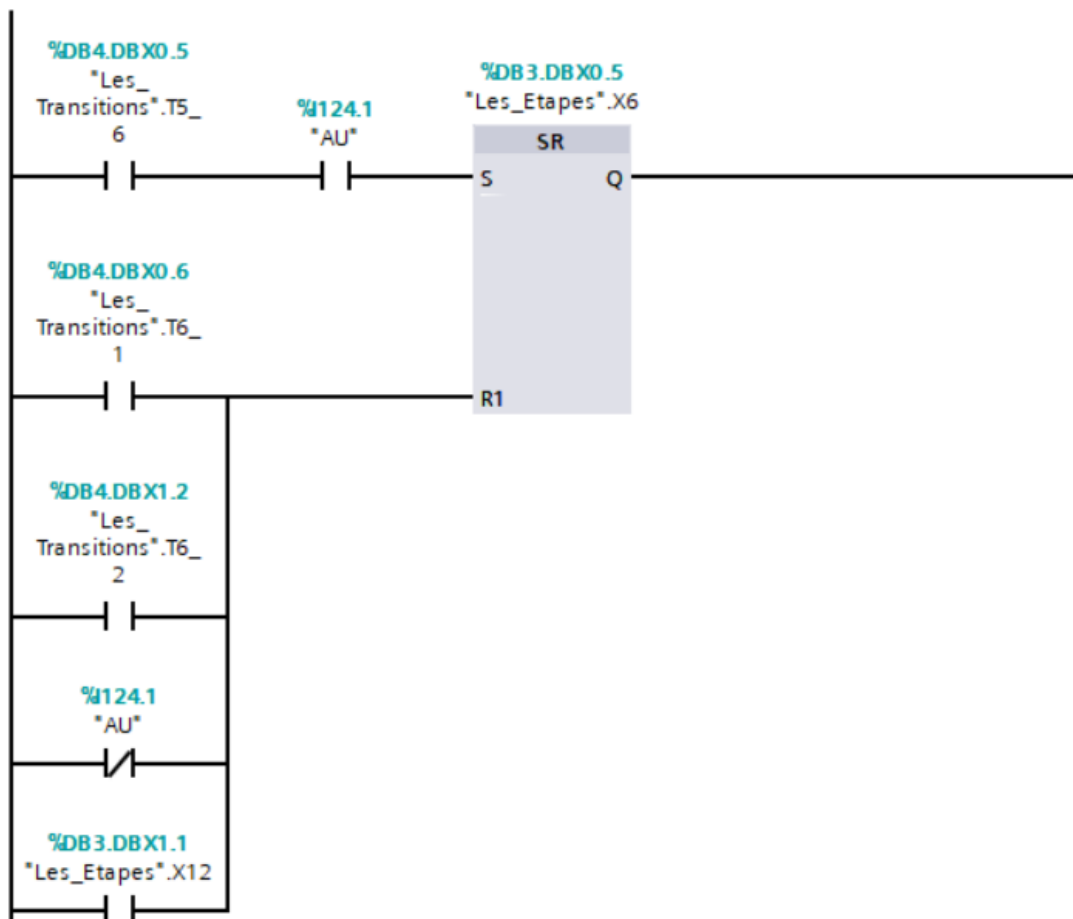 %DB4.DBX0.5
"Les_
Transitions".T5_
6
%I124.1
"AU"
%DB3.DBX0.5
"Les_Etapes".X6
SR
S
Q
%DB4.DBX0.6
"Les_
Transitions".T6_
1
R1
%DB4.DBX1.2
"Les_
Transitions".T6_
2
%I124.1
"AU"
%DB3.DBX1.1
"Les_Etapes".X12